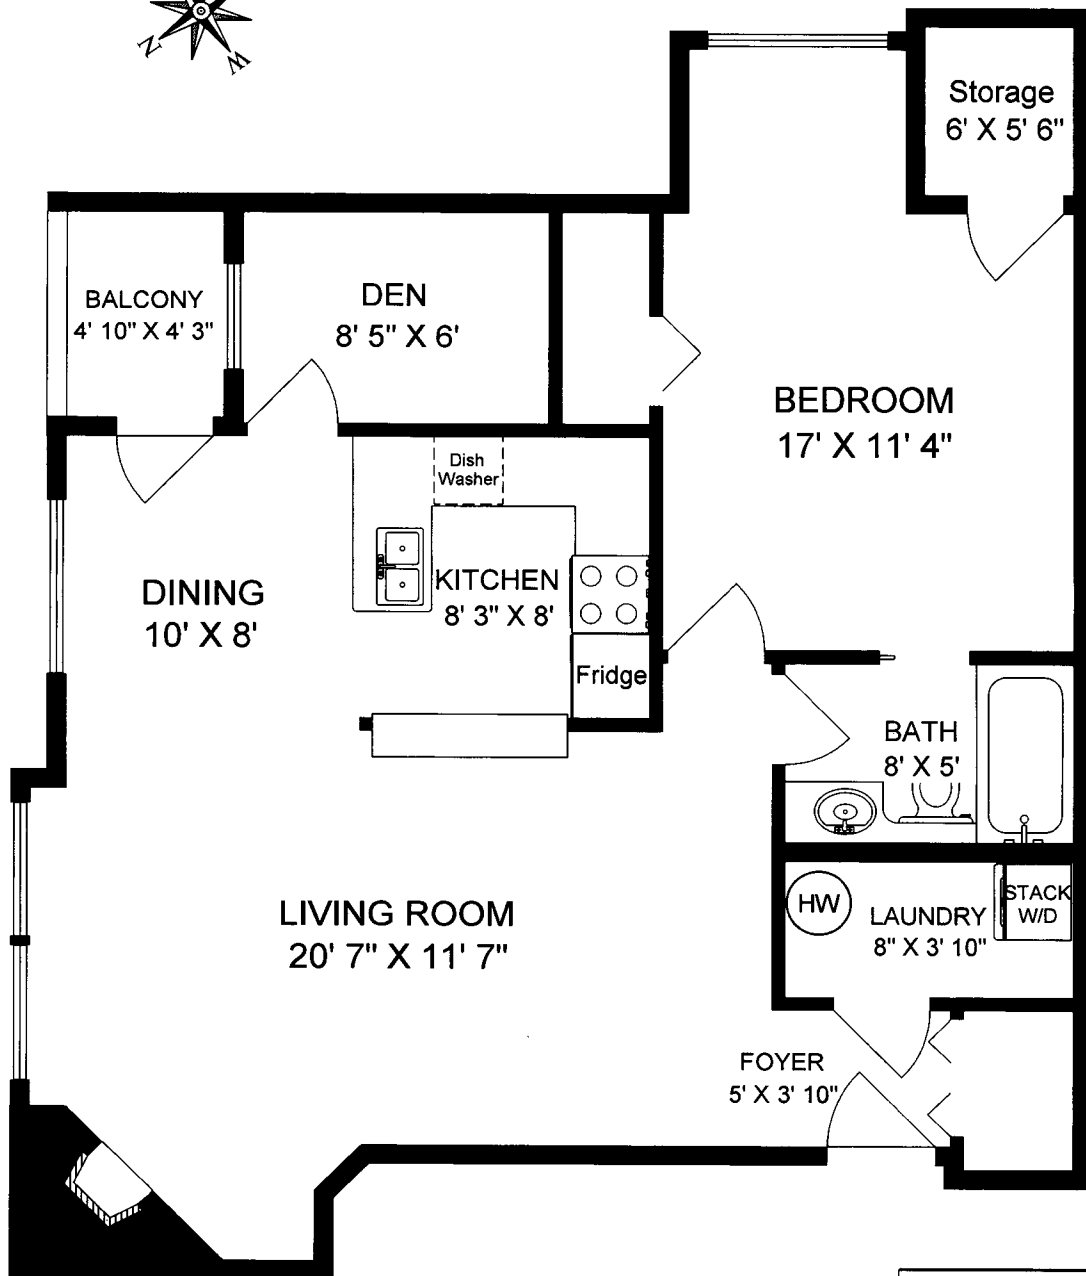 N
W
Storage
6' X 5' 6"
BALCONY
4' 10" X 4' 3"
DEN
8' 5" X 6'
BEDROOM
17' X 11' 4"
Dish
Washer
DINING
10' X 8'
KITCHEN
8' 3" X 8'
Fridge
BATH
8' X 5'
HW
LAUNDRY
8" X 3' 10"
STACK
W/D
LIVING ROOM
20' 7" X 11' 7"
FOYER
5' X 3' 10"